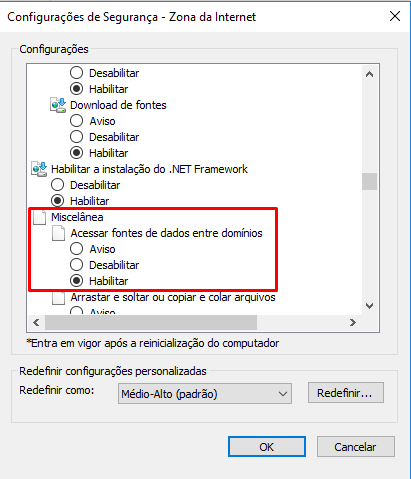 Configurações de Segurança - Zona da Internet
Configurações
Desabilitar
Habilitar
Download de fontes
Aviso
Desabilitar
Habilitar
Habilitar a instalação do .NET Framework
Desabilitar
Habilitar
Miscelânea
Acessar fontes de dados entre domínios
Aviso
Desabilitar
Habilitar
Arrastar e soltar ou copiar e colar arquivos
Aviso
*Entra em vigor após a reinicialização do computador
Redefinir configurações personalizadas
Redefinir como:
Médio-Alto (padrão)
Redefinir...
OK
Cancelar